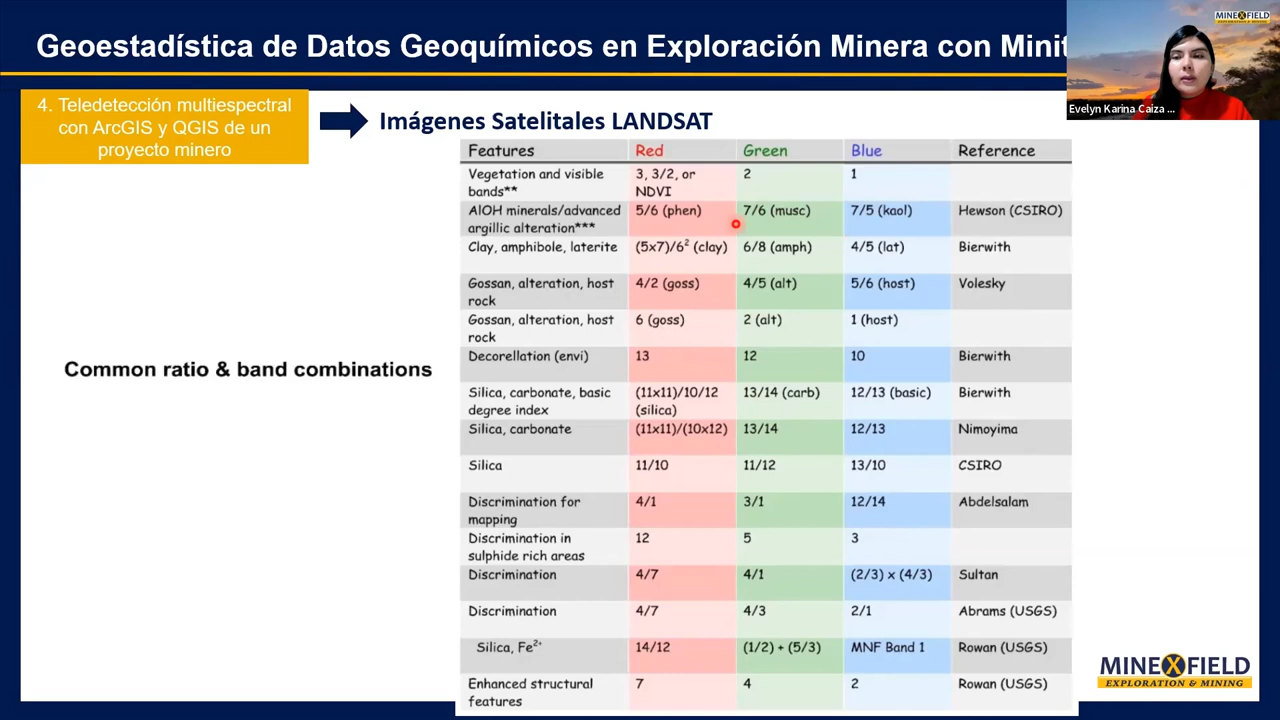 Geoestadística de Datos Geoquímicos en Exploración Minera con
MINEXFIELD
Evelyn Karina Caiza ...
4. Teledetección multiespectral
con ArcGIS y QGIS de un
proyecto minero
Imágenes Satelitales LANDSAT
Common ratio & band combinations
Features Red Green Blue Reference
Vegetation and visible bands** 3, 3/2, or NDVI 2 1
AlOH minerals/advanced argillic alteration*** 5/6 (phen) 7/6 (musc) 7/5 (kaol) Hewson (CSIRO)
Clay, amphibole, laterite (5x7)/6² (clay) 6/8 (amph) 4/5 (lat) Bierwith
Gossan, alteration, host rock 4/2 (goss) 4/5 (alt) 5/6 (host) Volesky
Gossan, alteration, host rock 6 (goss) 2 (alt) 1 (host)
Decorellation (envi) 13 12 10 Bierwith
Silica, carbonate, basic degree index (11x11)/10/12 (silica) 13/14 (carb) 12/13 (basic) Bierwith
Silica, carbonate (11x11)/(10x12) 13/14 12/13 Nimoyima
Silica 11/10 11/12 13/10 CSIRO
Discrimination for mapping 4/1 3/1 12/14 Abdelsalam
Discrimination in sulphide rich areas 12 5 3
Discrimination 4/7 4/1 (2/3) x (4/3) Sultan
Discrimination 4/7 4/3 2/1 Abrams (USGS)
Silica, Fe²⁺ 14/12 (1/2) + (5/3) MNF Band 1 Rowan (USGS)
Enhanced structural features 7 4 2 Rowan (USGS)
MINEXFIELD
EXPLORATION & MINING